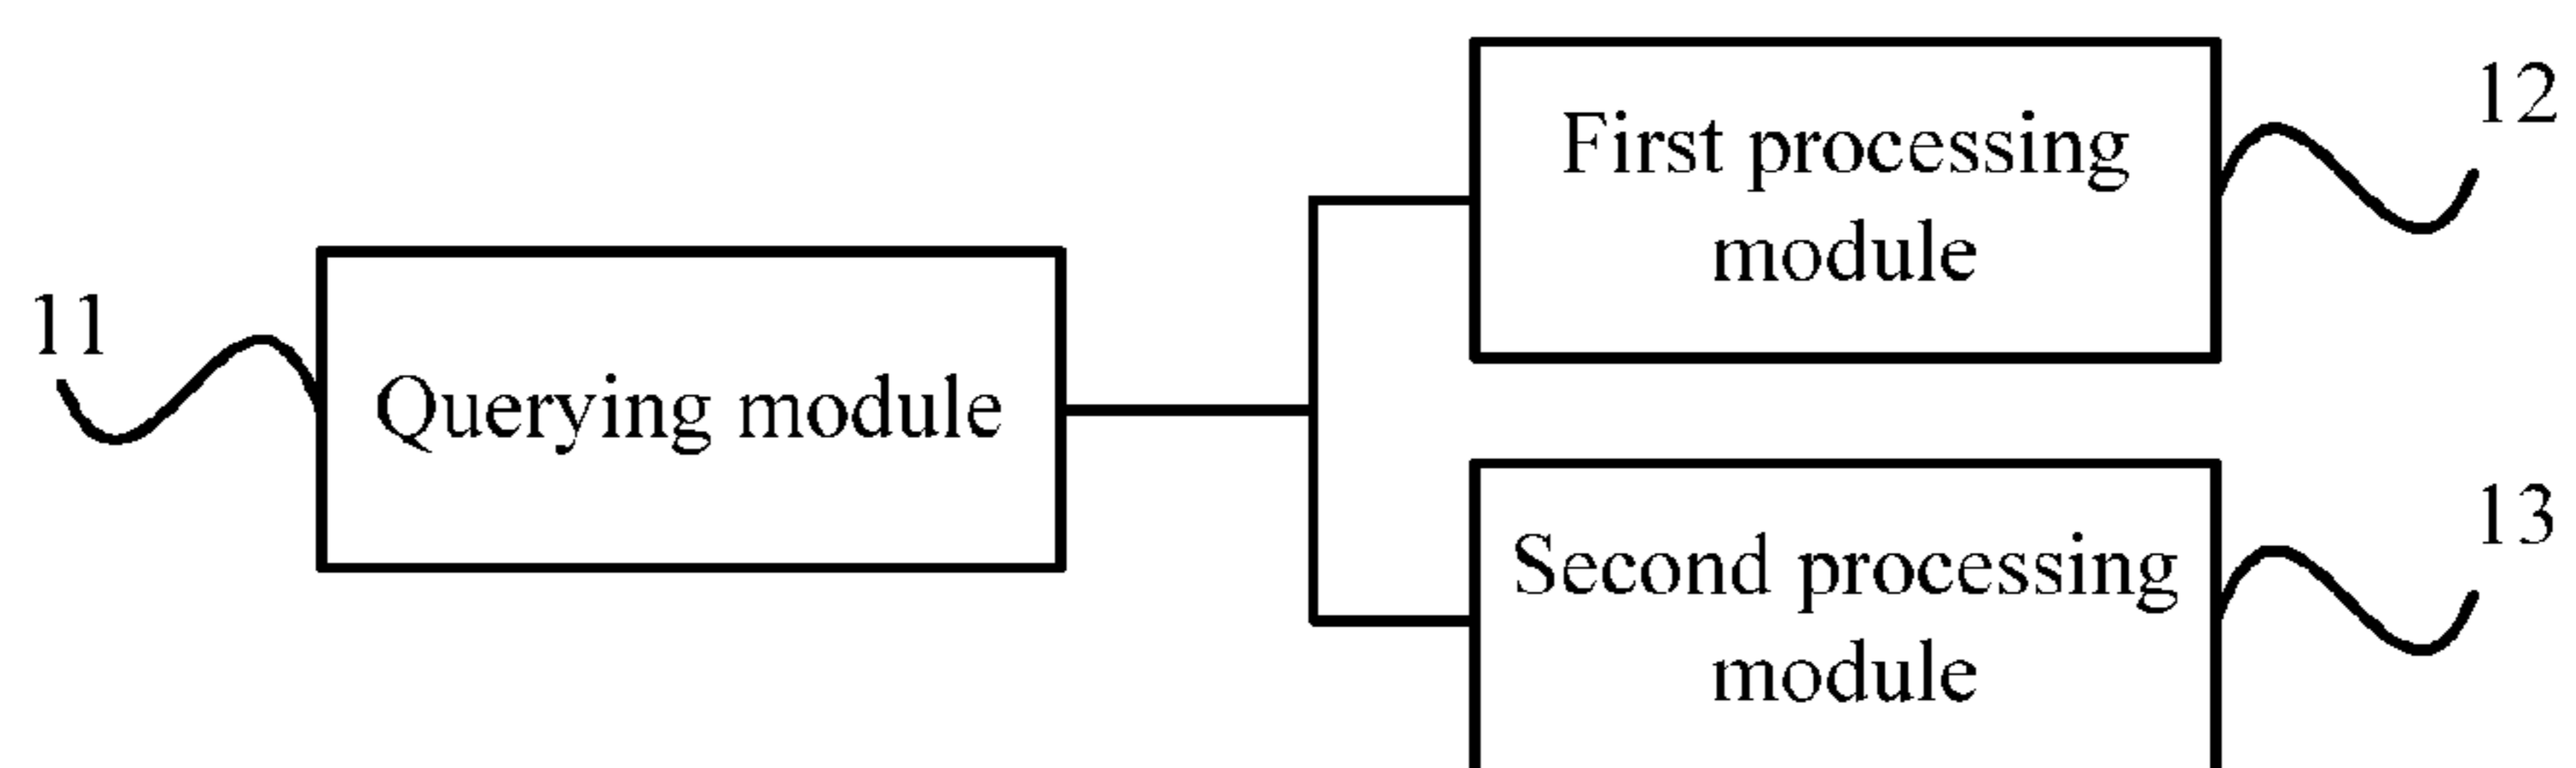 12
First processing
module
11
Querying module
13
Second processing
module